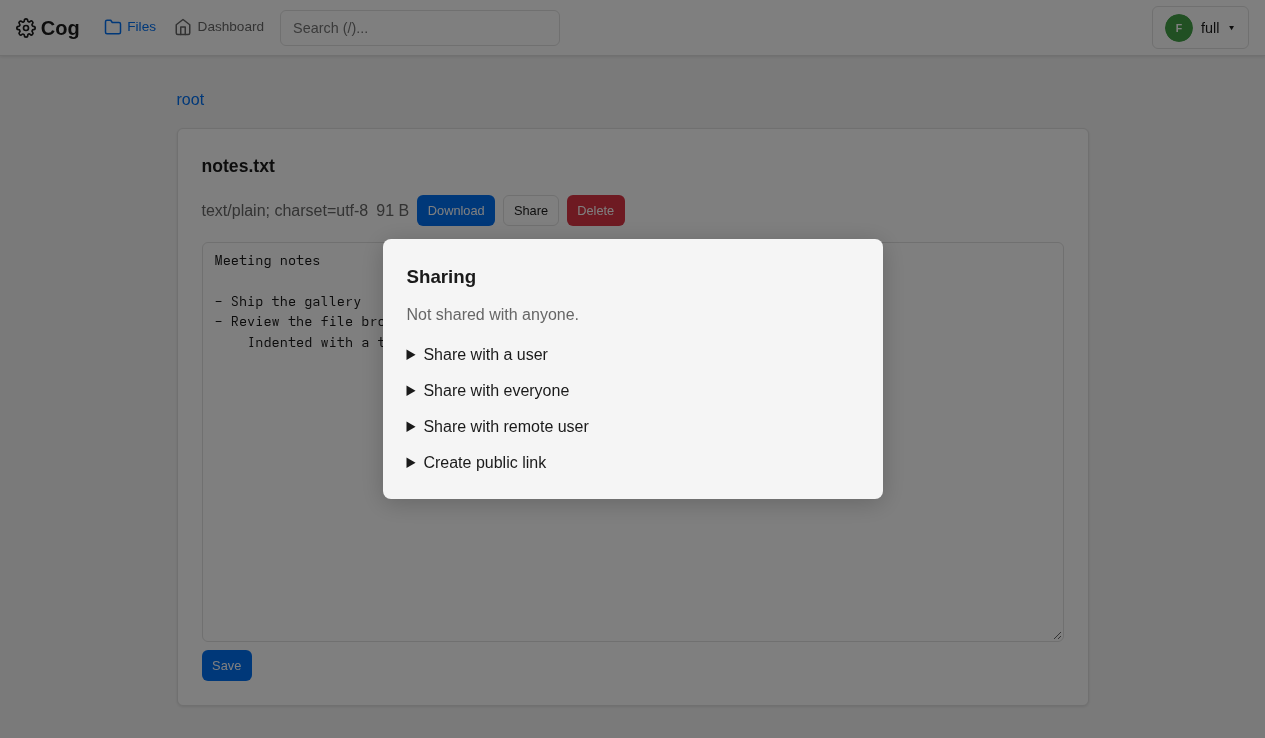 Cog Files Dashboard Search (/)... F full
root
notes.txt
text/plain; charset=utf-8 91 B Download Share Delete
Meeting notes
- Ship the gallery
- Review the file bro
Indented with a t
Sharing
Not shared with anyone.
Share with a user
Share with everyone
Share with remote user
Create public link
Save